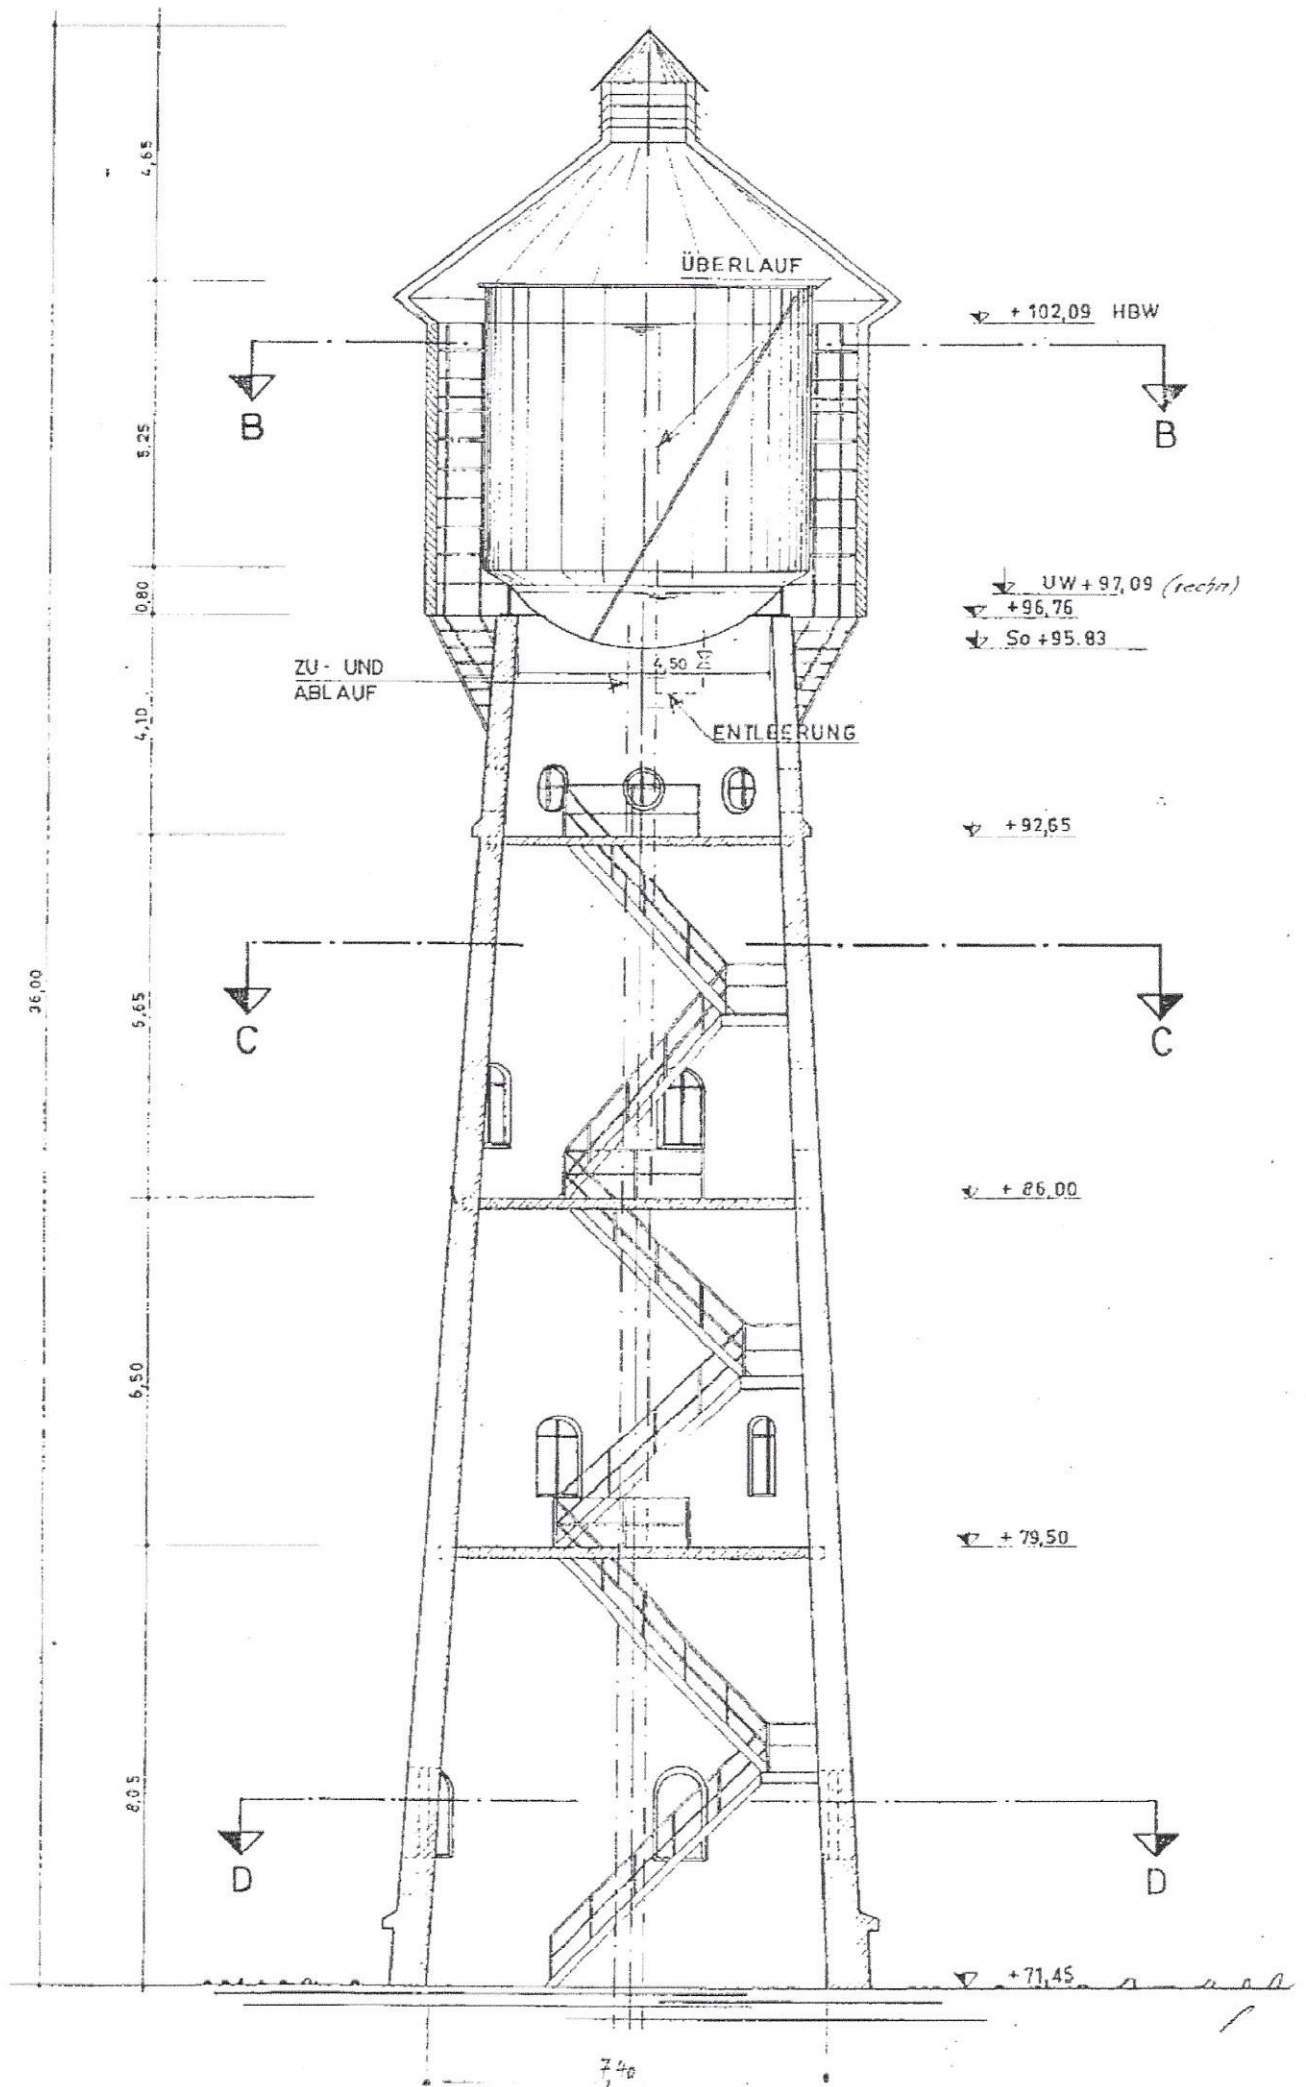 4,65
ÜBERLAUF
+ 102,09 HBW
B
B
5,25
0,80
UW + 97,09 (rechn)
+96,76
So +95.83
4,50
ZU - UND
ABLAUF
4,10
ENTLEERUNG
+92,65
36,00
C
C
+ 86,00
6,50
+ 79,50
8,05
D
D
+71,45
7,40